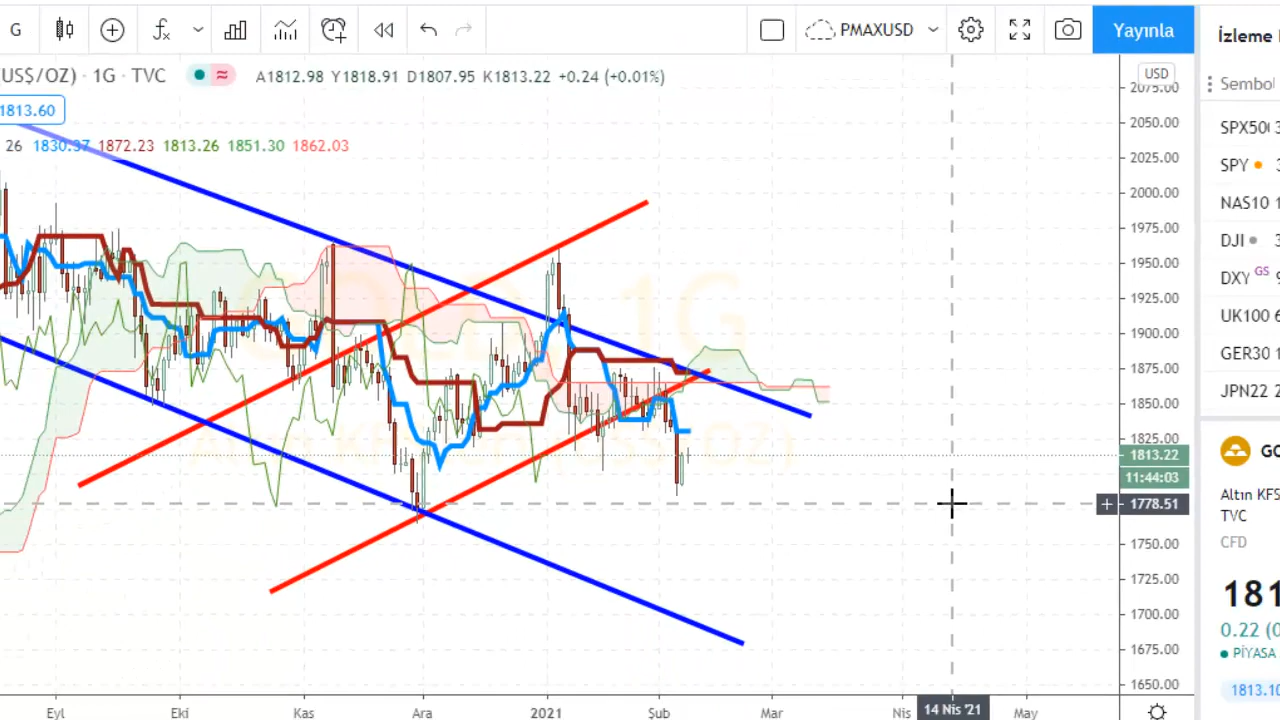 G
PMAXUSD
Yayınla
İzleme
(US$/OZ) · 1G · TVC
A1812.98 Y1818.91 D1807.95 K1813.22 +0.24 (+0.01%)
1813.60
26 1830.37 1872.23 1813.26 1851.30 1862.03
USD
2075.00
2050.00
2025.00
2000.00
1975.00
1950.00
1925.00
1900.00
1875.00
1850.00
1825.00
1813.22
11:44:03
1778.51
1750.00
1725.00
1700.00
1675.00
1650.00
Eyl
Eki
Kas
Ara
2021
Şub
Mar
Nis
14 Nis '21
May
Sembol
SPX500
SPY
NAS10
DJI
DXY GS
UK100
GER30
JPN22
GO
Altın KFS
TVC
CFD
181
0.22 (0
PİYASA
1813.10